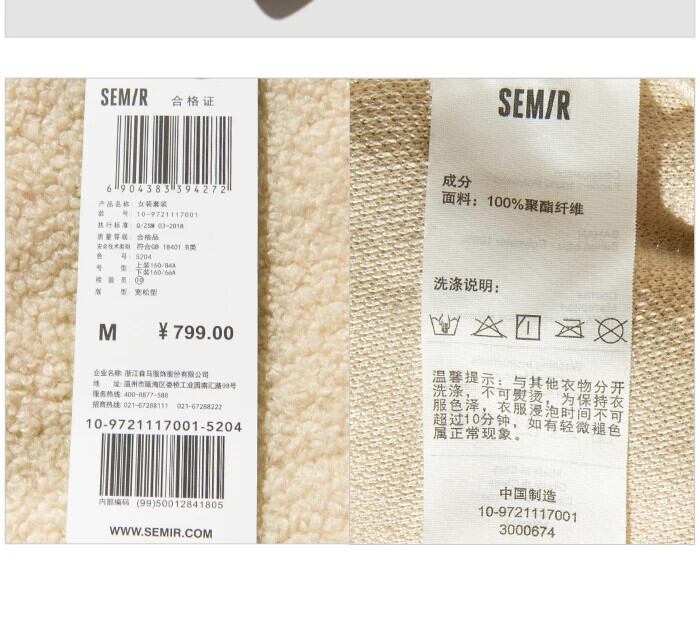 SEM/R 合格证
6 904383 394272
产品名称: 女装套装
款 号: 10-9721117001
执行标准: Q/ZSM 03-2018
质量等级: 合格品
安全技术类别 符合GB 18401 B类
色 号: 5204
号 型: 上装160/84A
下装160/66A
检 验 员:
版 型: 宽松型
M ¥799.00
企业名称: 浙江森马服饰股份有限公司
地 址: 温州市瓯海区娄桥工业园南汇路98号
服务热线: 400-8877-588
招商热线: 021-67288111 021-67288222
10-9721117001-5204
内部编码 (99)50012841805
WWW.SEMIR.COM
SEM/R
成分
面料: 100%聚酯纤维
洗涤说明:
温馨提示: 与其他衣物分开
洗涤, 不可熨烫, 为保持衣
服色泽, 衣服浸泡时间不可
超过10分钟, 如有轻微褪色
属正常现象。
中国制造
10-9721117001
3000674